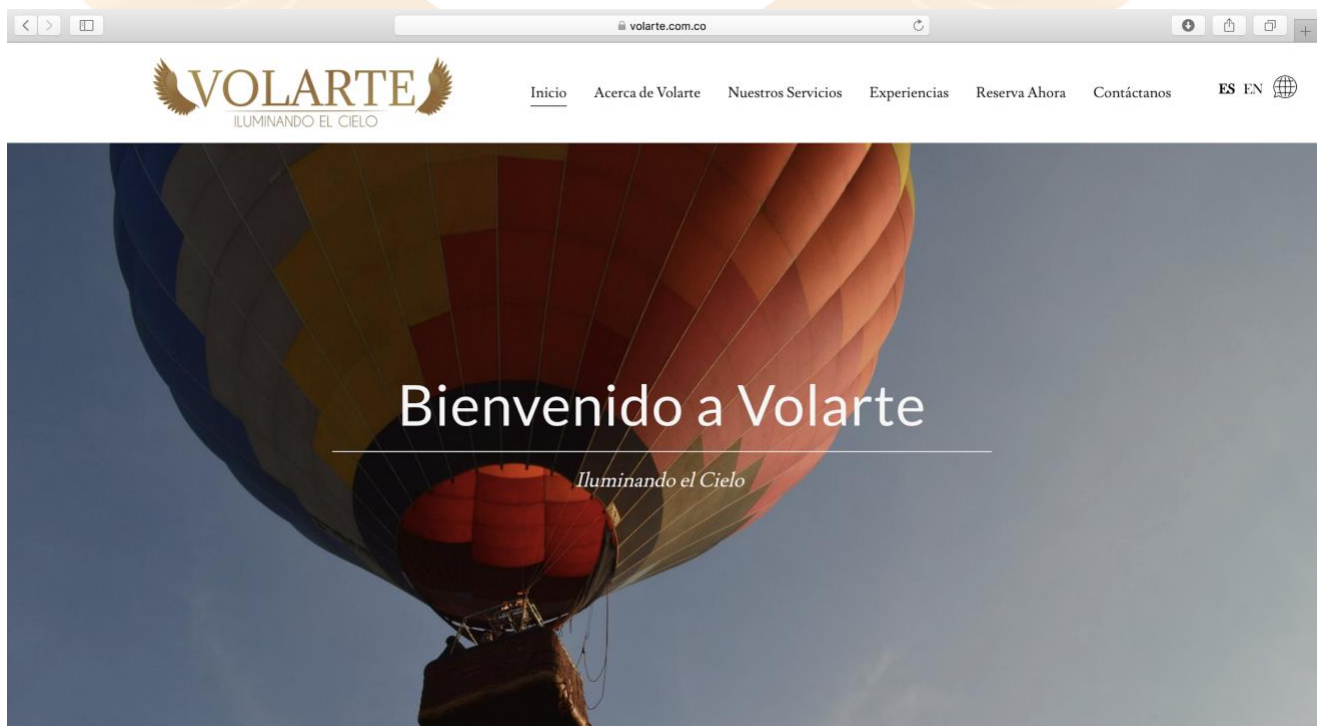 volarte.com.co
VOLARTE
ILUMINANDO EL CIELO
Inicio Acerca de Volarte Nuestros Servicios Experiencias Reserva Ahora Contáctanos ES EN
Bienvenido a Volarte
Iluminando el Cielo